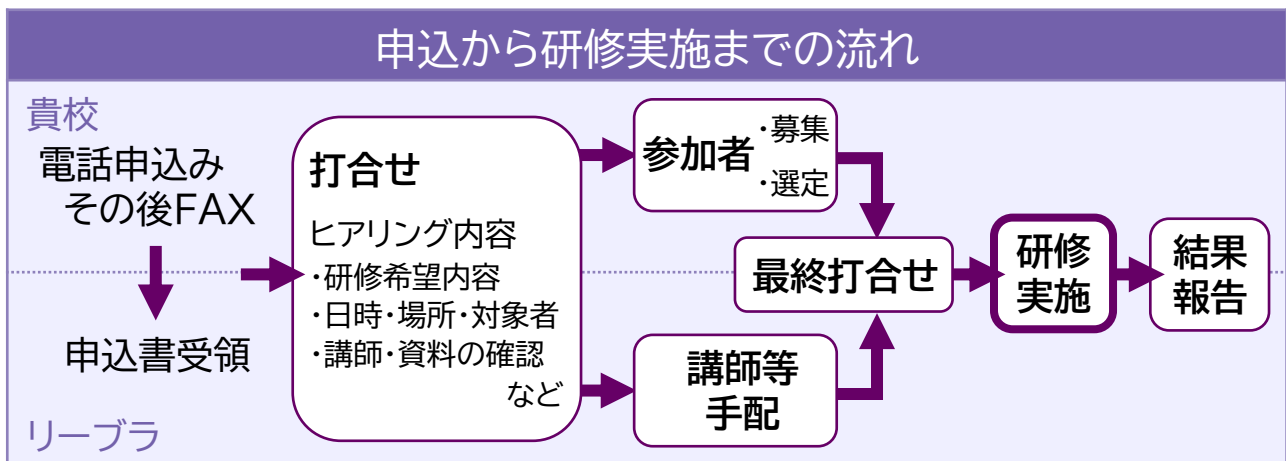 申込から研修実施までの流れ
貴校
電話申込み
その後FAX
申込書受領
リーブラ
打合せ
ヒアリング内容
・研修希望内容
・日時・場所・対象者
・講師・資料の確認
など
参加者
・募集
・選定
講師等
手配
最終打合せ
研修
実施
結果
報告